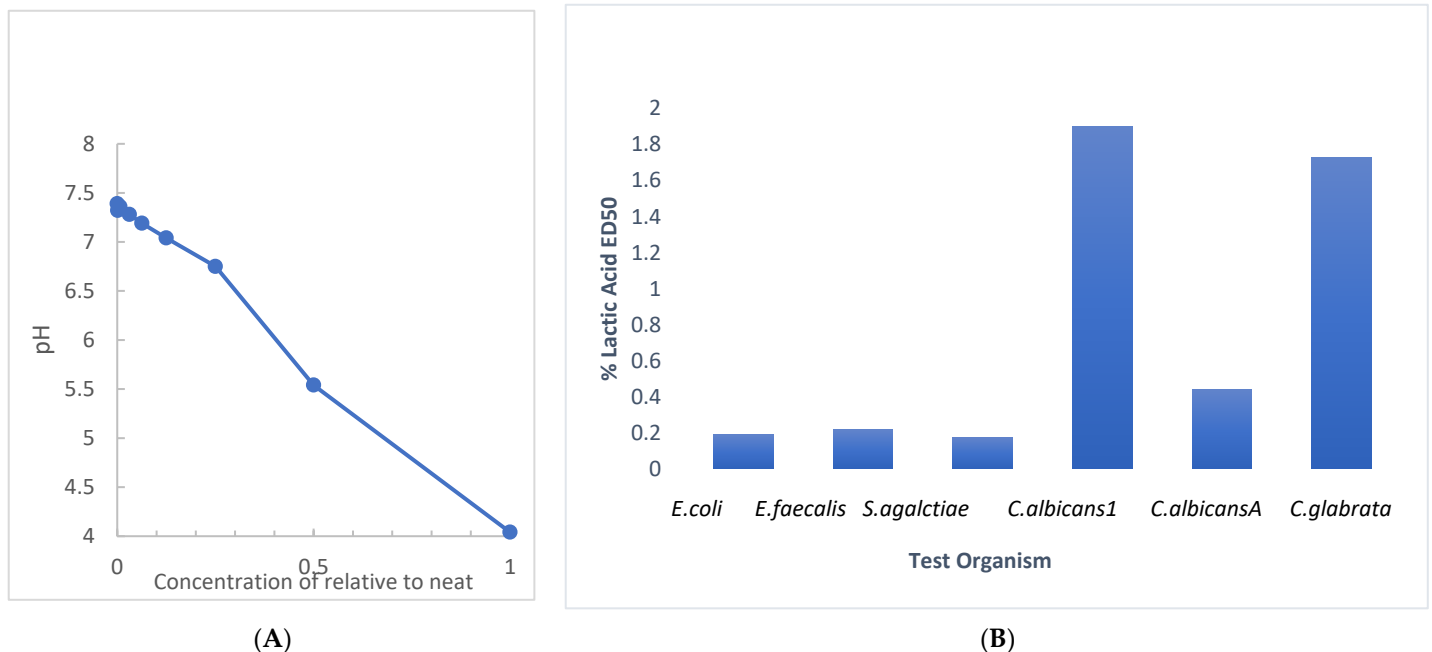 8
7.5
7
6.5
6
5.5
5
4.5
4
pH
0 0.5 1
Concentration of relative to neat
(A)
2
1.8
1.6
1.4
1.2
1
0.8
0.6
0.4
0.2
0
% Lactic Acid ED50
E.coli E.faecalis S.agalctiae C.albicans1 C.albicansA C.glabrata
Test Organism
(B)